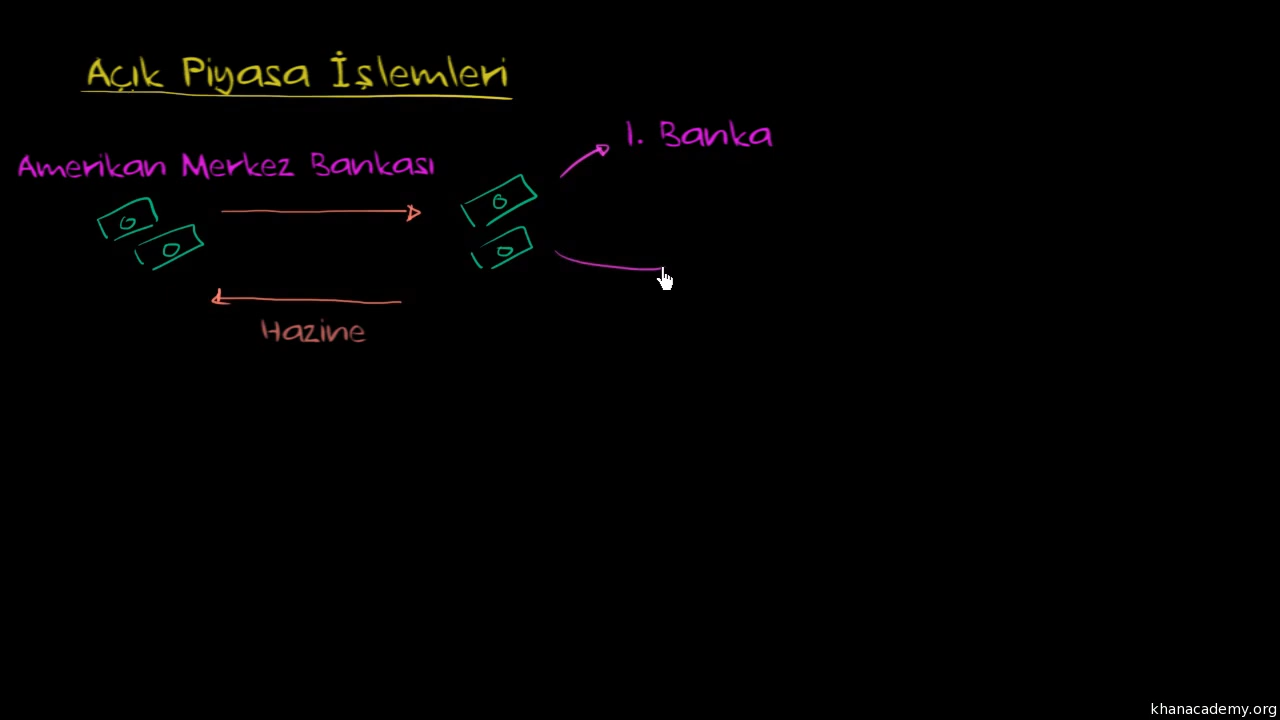 Açık Piyasa İşlemleri
1. Banka
Amerikan Merkez Bankası
Hazine
khanacademy.org